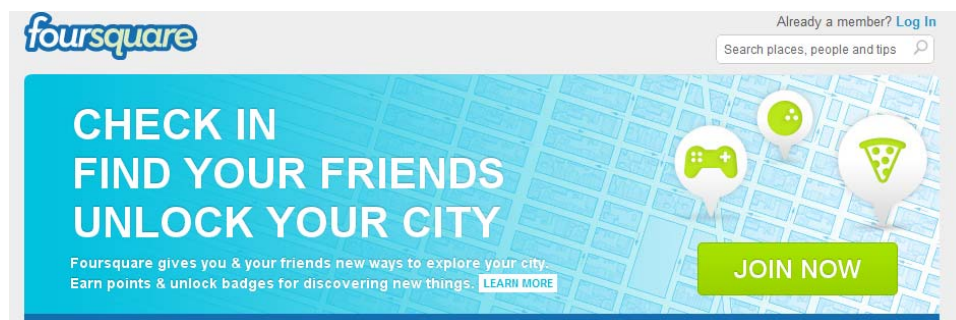 foursquare
Already a member? Log In
Search places, people and tips
CHECK IN
FIND YOUR FRIENDS
UNLOCK YOUR CITY
Foursquare gives you & your friends new ways to explore your city.
Earn points & unlock badges for discovering new things. LEARN MORE
JOIN NOW